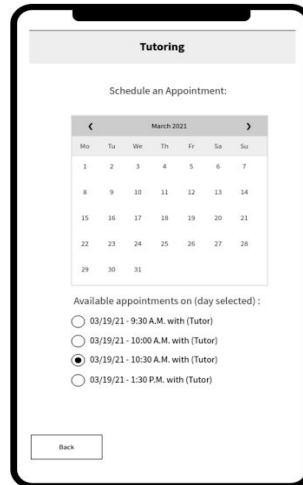 Tutoring
Schedule an Appointment:
March 2021
Mo Tu We Th Fr Sa Su
1 2 3 4 5 6 7
8 9 10 11 12 13 14
15 16 17 18 19 20 21
22 23 24 25 26 27 28
29 30 31
Available appointments on (day selected) :
03/19/21 - 9:30 A.M. with (Tutor)
03/19/21 - 10:00 A.M. with (Tutor)
03/19/21 - 10:30 A.M. with (Tutor)
03/19/21 - 1:30 P.M. with (Tutor)
Back